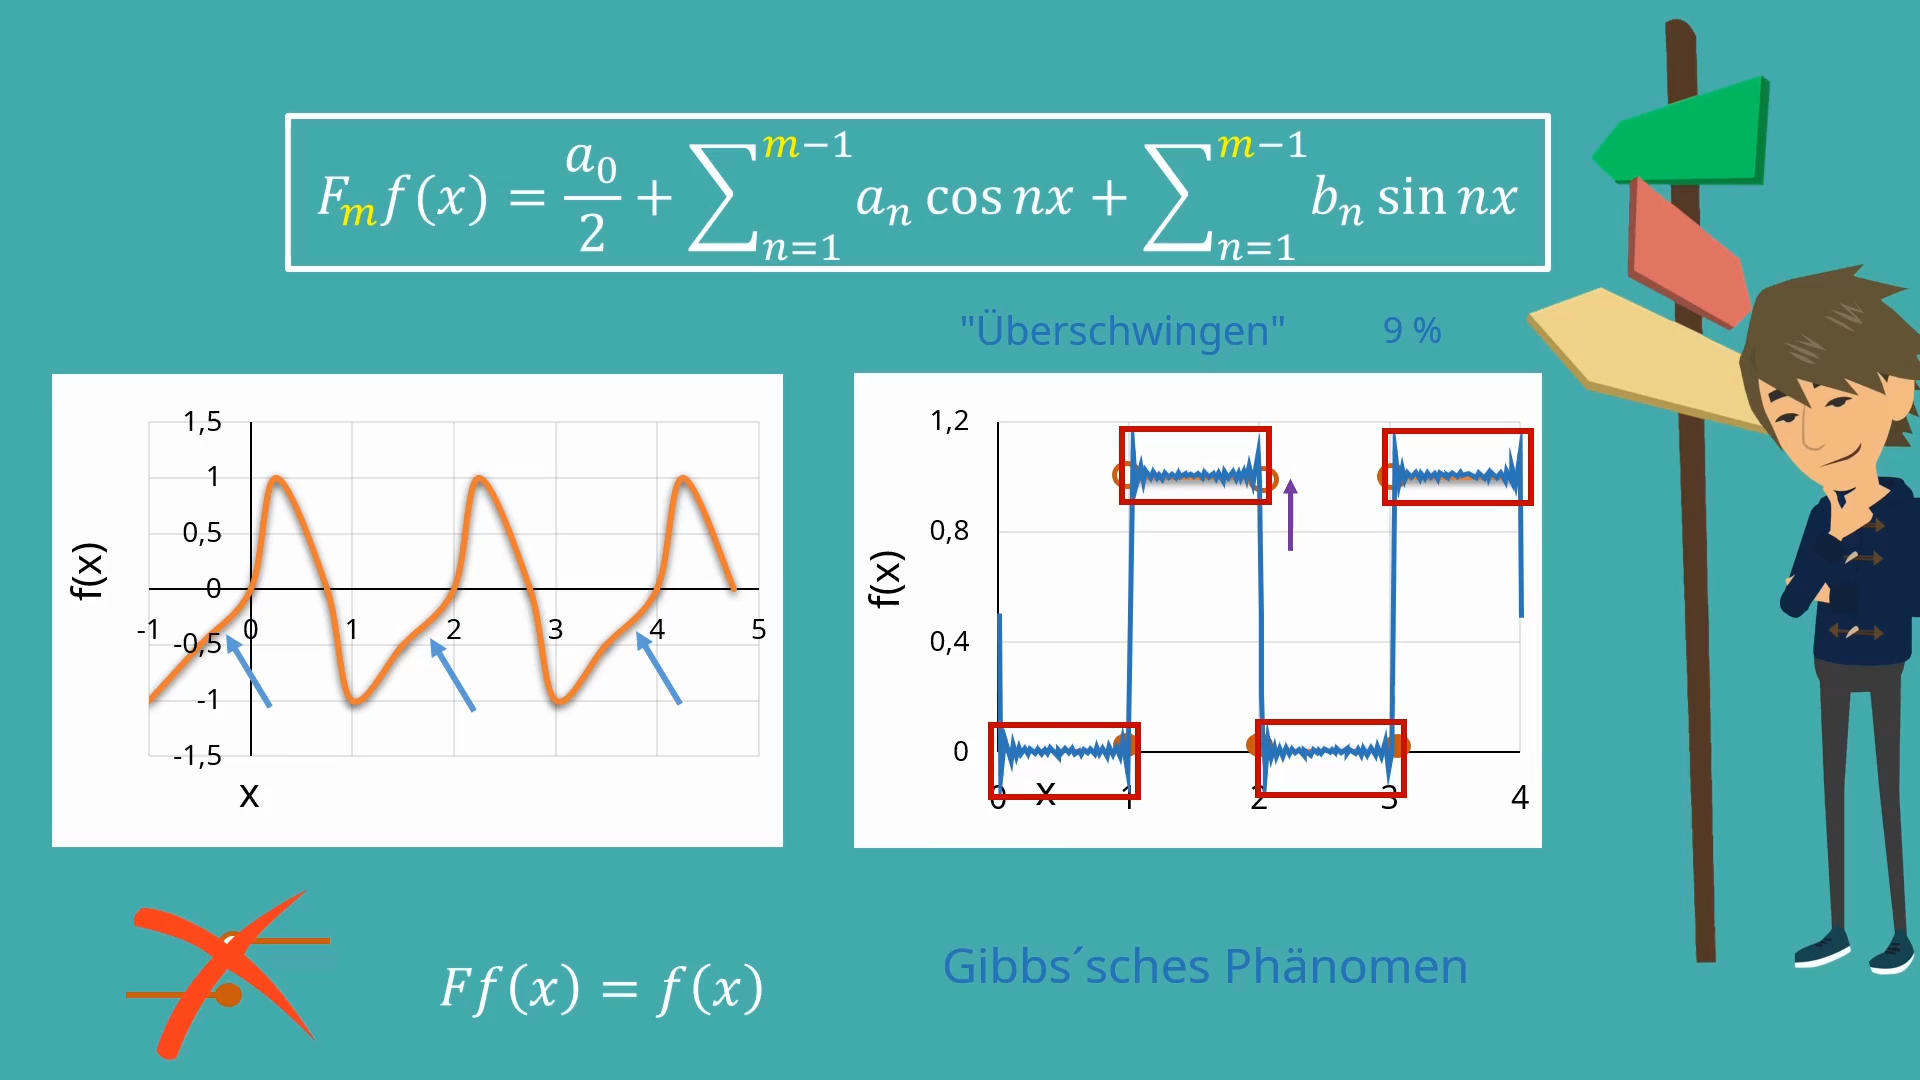 F_m f(x) = a_0/2 + ∑_{n=1}^{m−1} a_n cos nx + ∑_{n=1}^{m−1} b_n sin nx
"Überschwingen" 9 %
f(x)
1,5
1
0,5
0
-0,5
-1
-1,5
-1 0 1 2 3 4 5
x
f(x)
1,2
0,8
0,4
0
0 1 2 3 4
x
Ff(x) = f(x)
Gibbs´sches Phänomen